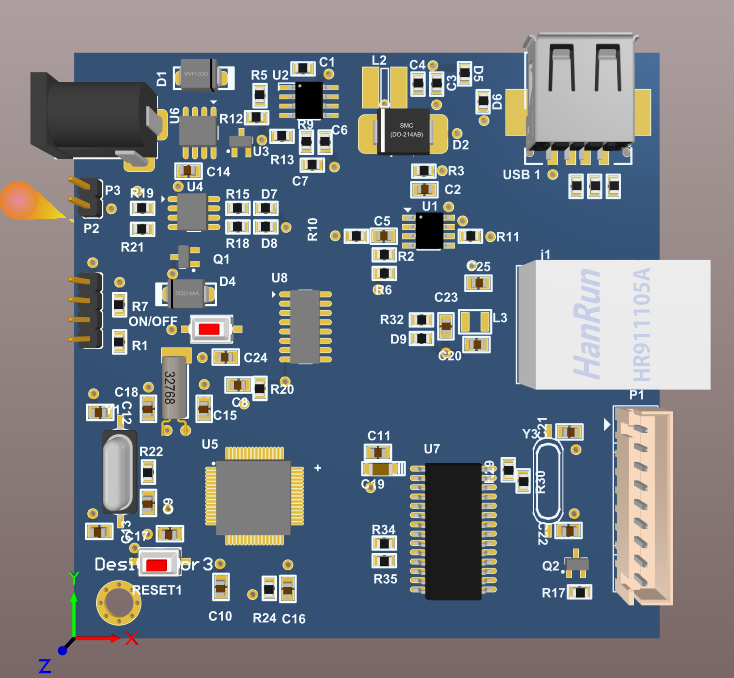 D1
R5
U2
C1
L2
C4
C3
D5
D6
U6
R12
R9
U3
R13
C6
C7
SMC
(DO-214AB)
D2
C14
R3
C2
USB 1
P3
P2
R19
R21
U4
R15
D7
R18
D8
R10
C5
U1
R11
R2
R6
Q1
D4
DO214AA
U8
C25
j1
HanRun
HR911105A
R7
ON/OFF
R1
C23
R32
D9
L3
C20
C24
32768
C8
R20
C18
C15
C12
Y1
P1
R22
U5
+
C11
C19
U7
Y3
C21
R30
C22
C13
C17
R34
R35
Q2
R17
Designator3
RESET1
C10
R24
C16
Y
X
Z